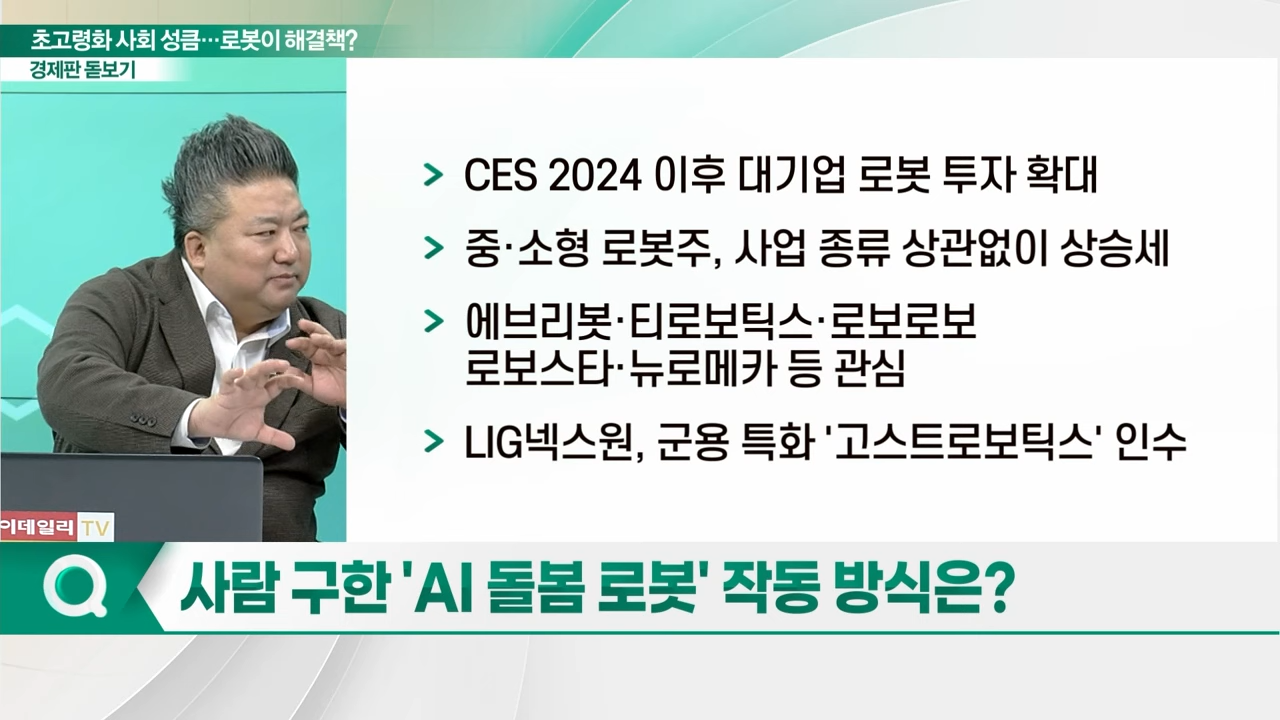 초고령화 사회 성큼…로봇이 해결책?
경제판 돋보기
> CES 2024 이후 대기업 로봇 투자 확대
> 중·소형 로봇주, 사업 종류 상관없이 상승세
> 에브리봇·티로보틱스·로보로보
로보스타·뉴로메카 등 관심
> LIG넥스원, 군용 특화 '고스트로보틱스' 인수
이데일리 TV
Q 사람 구한 'AI 돌봄 로봇' 작동 방식은?